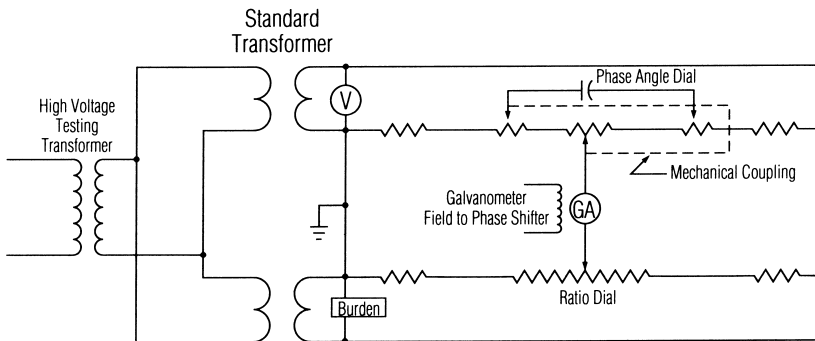 Standard
Transformer
High Voltage
Testing
Transformer
V
Phase Angle Dial
Mechanical Coupling
Galvanometer
Field to Phase Shifter
GA
Ratio Dial
Burden